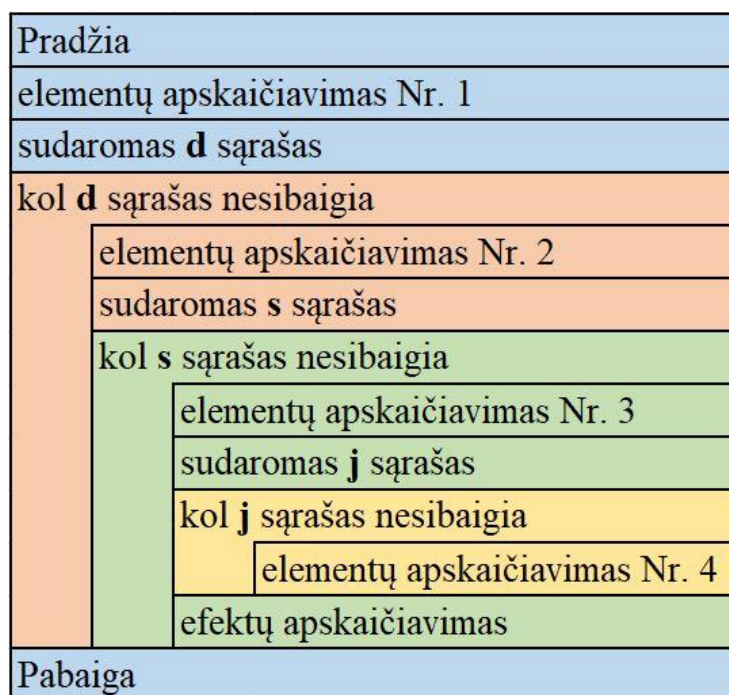 Pradžia
elementų apskaičiavimas Nr. 1
sudaromas d sąrašas
kol d sąrašas nesibaigia
elementų apskaičiavimas Nr. 2
sudaromas s sąrašas
kol s sąrašas nesibaigia
elementų apskaičiavimas Nr. 3
sudaromas j sąrašas
kol j sąrašas nesibaigia
elementų apskaičiavimas Nr. 4
efektų apskaičiavimas
Pabaiga